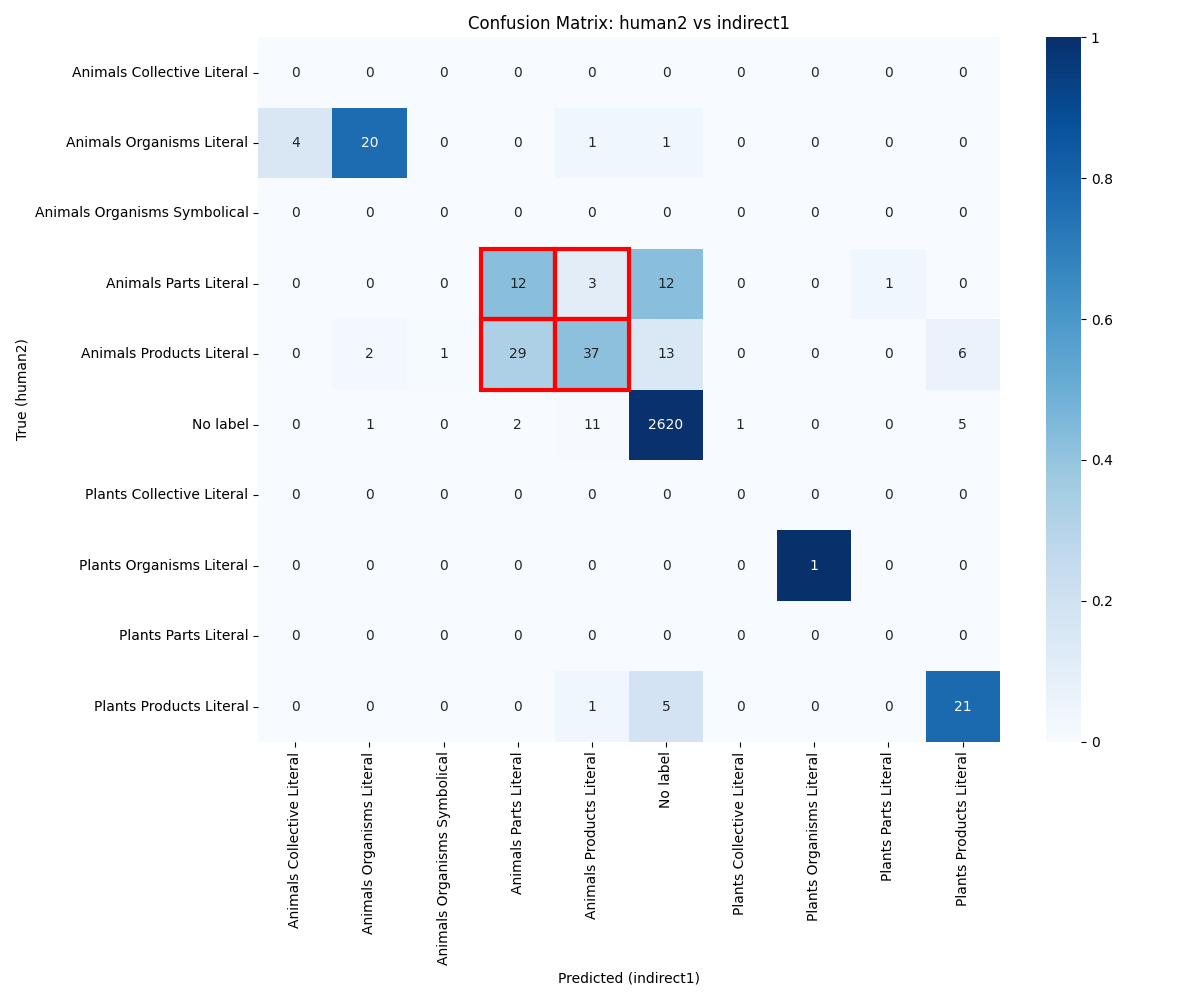 Confusion Matrix: human2 vs indirect1
Animals Collective Literal 0 0 0 0 0 0 0 0 0 0
Animals Organisms Literal 4 20 0 0 1 1 0 0 0 0
Animals Organisms Symbolical 0 0 0 0 0 0 0 0 0 0
Animals Parts Literal 0 0 0 12 3 12 0 0 1 0
Animals Products Literal 0 2 1 29 37 13 0 0 0 6
No label 0 1 0 2 11 2620 1 0 0 5
Plants Collective Literal 0 0 0 0 0 0 0 0 0 0
Plants Organisms Literal 0 0 0 0 0 0 0 1 0 0
Plants Parts Literal 0 0 0 0 0 0 0 0 0 0
Plants Products Literal 0 0 0 0 1 5 0 0 0 21
True (human2)
Animals Collective Literal
Animals Organisms Literal
Animals Organisms Symbolical
Animals Parts Literal
Animals Products Literal
No label
Plants Collective Literal
Plants Organisms Literal
Plants Parts Literal
Plants Products Literal
Predicted (indirect1)
1
0.8
0.6
0.4
0.2
0